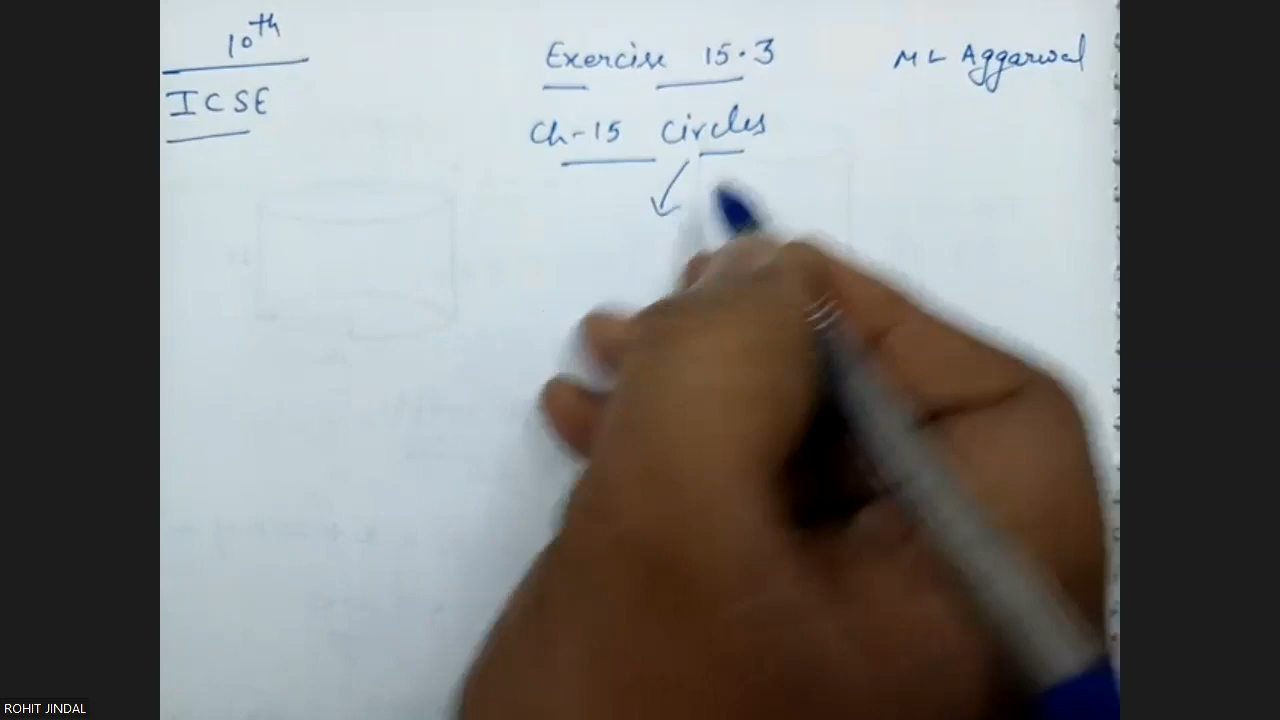 10th
ICSE
Exercise 15.3
Ch-15 Circles
ML Aggarwal
ROHIT JINDAL